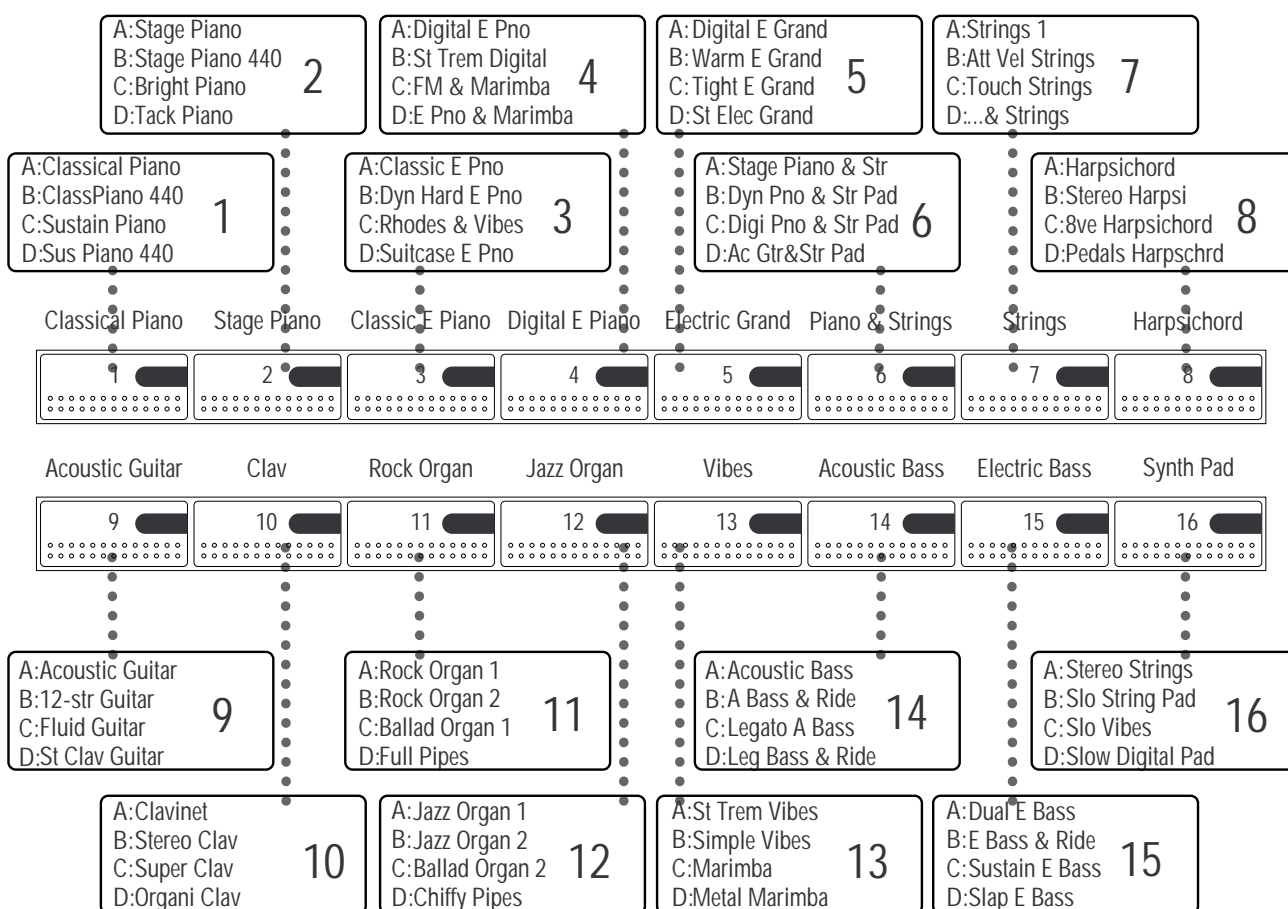 A:Stage Piano
B:Stage Piano 440
C:Bright Piano
D:Tack Piano
2
A:Digital E Pno
B:St Trem Digital
C:FM & Marimba
D:E Pno & Marimba
4
A:Digital E Grand
B:Warm E Grand
C:Tight E Grand
D:St Elec Grand
5
A:Strings 1
B:Att Vel Strings
C:Touch Strings
D:...& Strings
7
A:Classical Piano
B:ClassPiano 440
C:Sustain Piano
D:Sus Piano 440
1
A:Classic E Pno
B:Dyn Hard E Pno
C:Rhodes & Vibes
D:Suitcase E Pno
3
A:Stage Piano & Str
B:Dyn Pno & Str Pad
C:Digi Pno & Str Pad
D:Ac Gtr&Str Pad
6
A:Harpsichord
B:Stereo Harpsi
C:8ve Harpsichord
D:Pedals Harpschrd
8
Classical Piano Stage Piano Classic E Piano Digital E Piano Electric Grand Piano & Strings Strings Harpsichord
1 2 3 4 5 6 7 8
Acoustic Guitar Clav Rock Organ Jazz Organ Vibes Acoustic Bass Electric Bass Synth Pad
9 10 11 12 13 14 15 16
A:Acoustic Guitar
B:12-str Guitar
C:Fluid Guitar
D:St Clav Guitar
9
A:Rock Organ 1
B:Rock Organ 2
C:Ballad Organ 1
D:Full Pipes
11
A:Acoustic Bass
B:A Bass & Ride
C:Legato A Bass
D:Leg Bass & Ride
14
A:Stereo Strings
B:Slo String Pad
C:Slo Vibes
D:Slow Digital Pad
16
A:Clavinet
B:Stereo Clav
C:Super Clav
D:Organi Clav
10
A:Jazz Organ 1
B:Jazz Organ 2
C:Ballad Organ 2
D:Chiffy Pipes
12
A:St Trem Vibes
B:Simple Vibes
C:Marimba
D:Metal Marimba
13
A:Dual E Bass
B:E Bass & Ride
C:Sustain E Bass
D:Slap E Bass
15